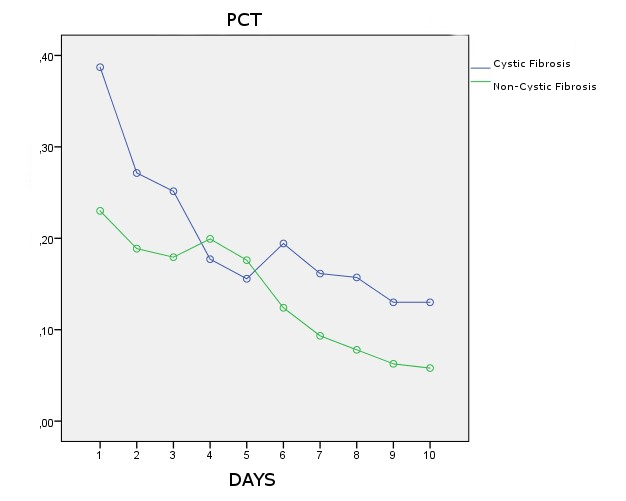 PCT
,40
,30
,20
,10
,00
1 2 3 4 5 6 7 8 9 10
DAYS
Cystic Fibrosis
Non-Cystic Fibrosis